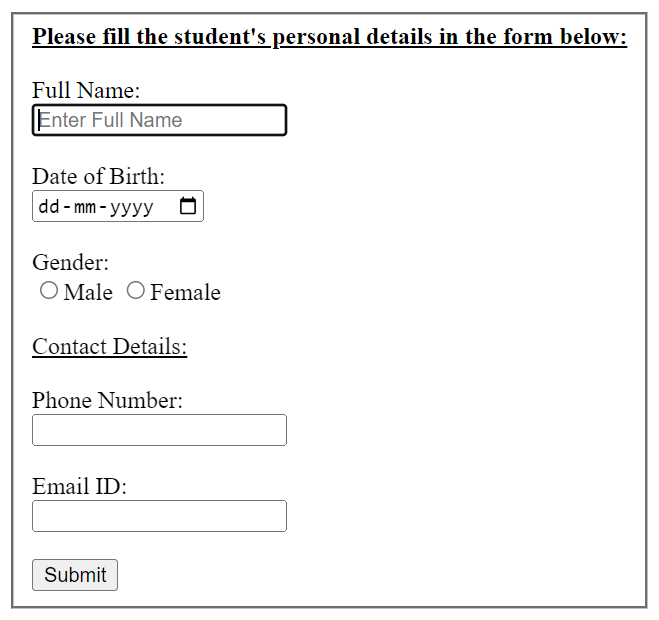 Please fill the student's personal details in the form below:
Full Name:
Enter Full Name
Date of Birth:
dd-mm-yyyy
Gender:
Male Female
Contact Details:
Phone Number:
Email ID:
Submit